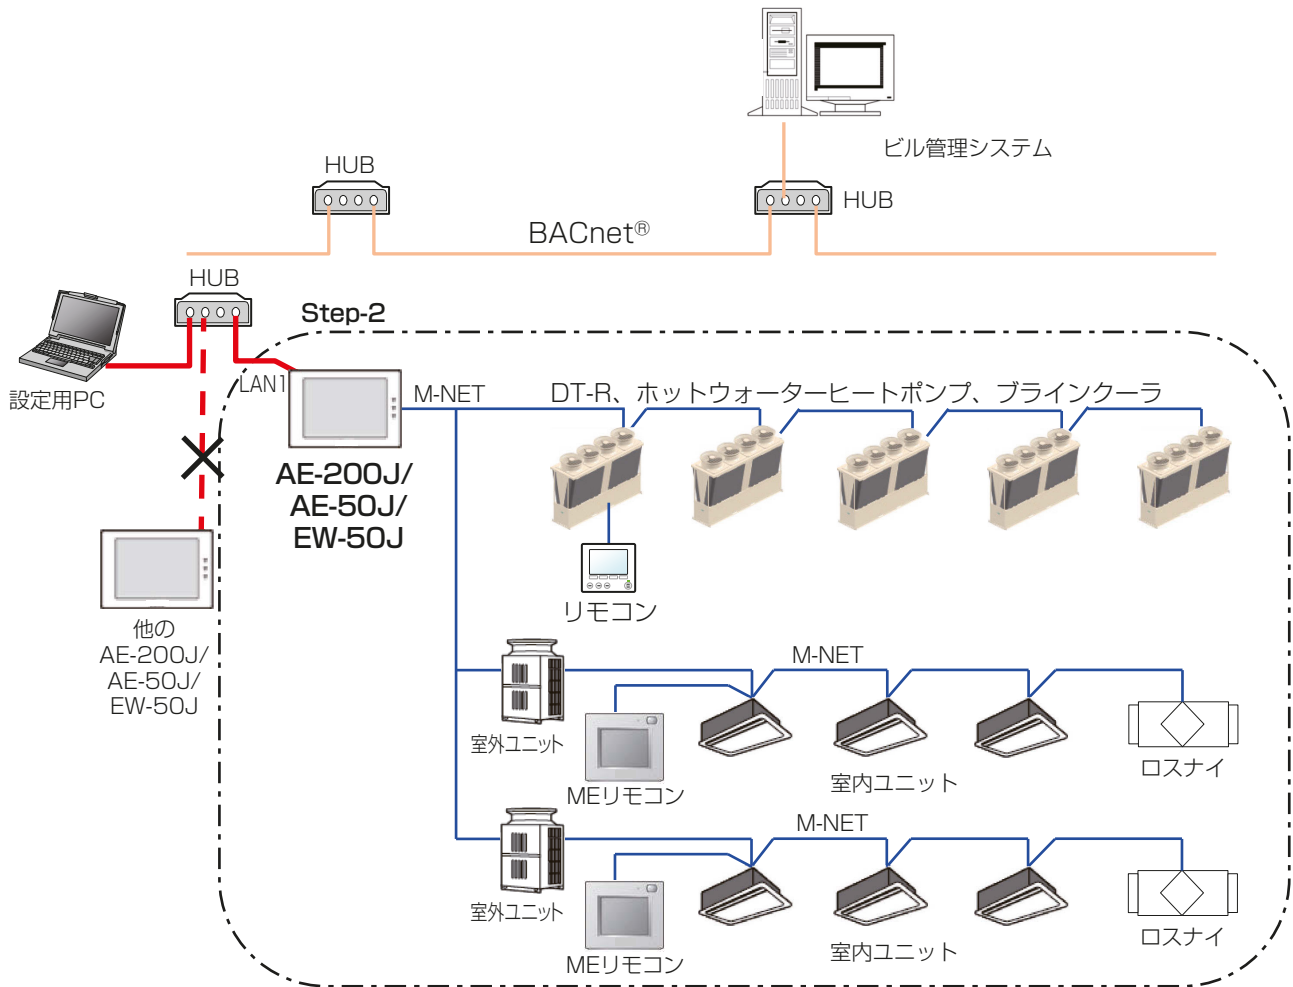 ビル管理システム
HUB
HUB
BACnet®
HUB
Step-2
設定用PC
LAN1
M-NET
DT-R、ホットウォーターヒートポンプ、ブラインクーラ
AE-200J/
AE-50J/
EW-50J
リモコン
他の
AE-200J/
AE-50J/
EW-50J
M-NET
室外ユニット
MEリモコン
室内ユニット
ロスナイ
M-NET
室外ユニット
MEリモコン
室内ユニット
ロスナイ